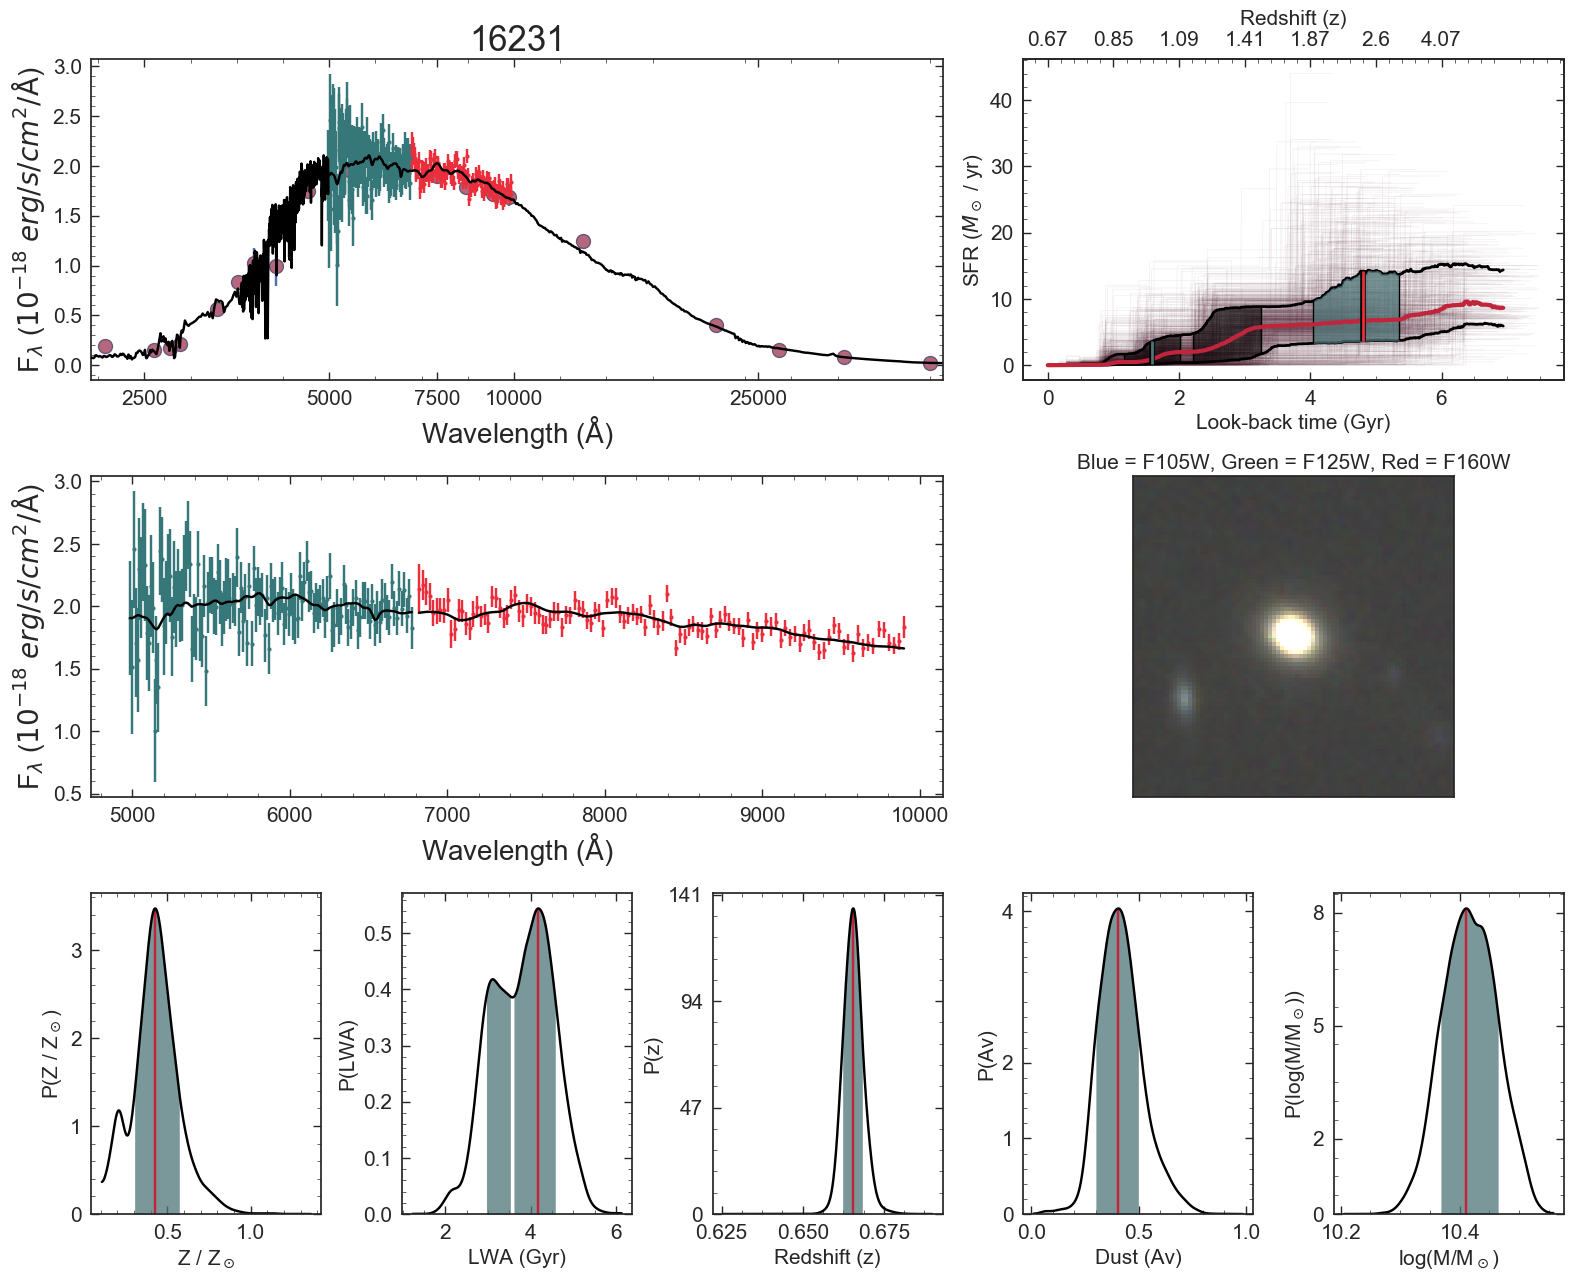 16231
3.0
2.5
2.0
1.5
1.0
0.5
0.0
F_λ (10^−18 erg/s/cm^2/Å)
2500 5000 7500 10000 25000
Wavelength (Å)
Redshift (z)
0.67 0.85 1.09 1.41 1.87 2.6 4.07
40
30
20
10
0
SFR (M_⊙ / yr)
0 2 4 6
Look-back time (Gyr)
3.0
2.5
2.0
1.5
1.0
0.5
F_λ (10^−18 erg/s/cm^2/Å)
5000 6000 7000 8000 9000 10000
Wavelength (Å)
Blue = F105W, Green = F125W, Red = F160W
3
2
1
0
P(Z / Z_⊙)
0.5 1.0
Z / Z_⊙
0.5
0.4
0.3
0.2
0.1
0.0
P(LWA)
2 4 6
LWA (Gyr)
141
94
47
0
P(z)
0.625 0.650 0.675
Redshift (z)
4
2
1
0
P(Av)
0.0 0.5 1.0
Dust (Av)
8
5
2
0
P(log(M/M_⊙))
10.2 10.4
log(M/M_⊙)